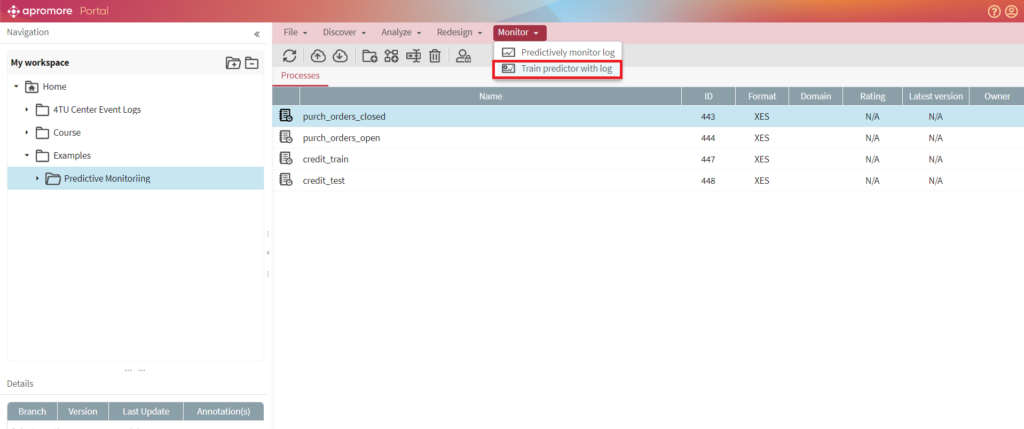 apromore Portal
Navigation
«
File Discover Analyze Redesign Monitor
My workspace
Home
4TU Center Event Logs
Course
Examples
Predictive Monitoriing
Predictively monitor log
Train predictor with log
Processes
Name ID Format Domain Rating Latest version Owner
purch_orders_closed 443 XES N/A N/A
purch_orders_open 444 XES N/A N/A
credit_train 447 XES N/A N/A
credit_test 448 XES N/A N/A
Details
Branch Version Last Update Annotation(s)